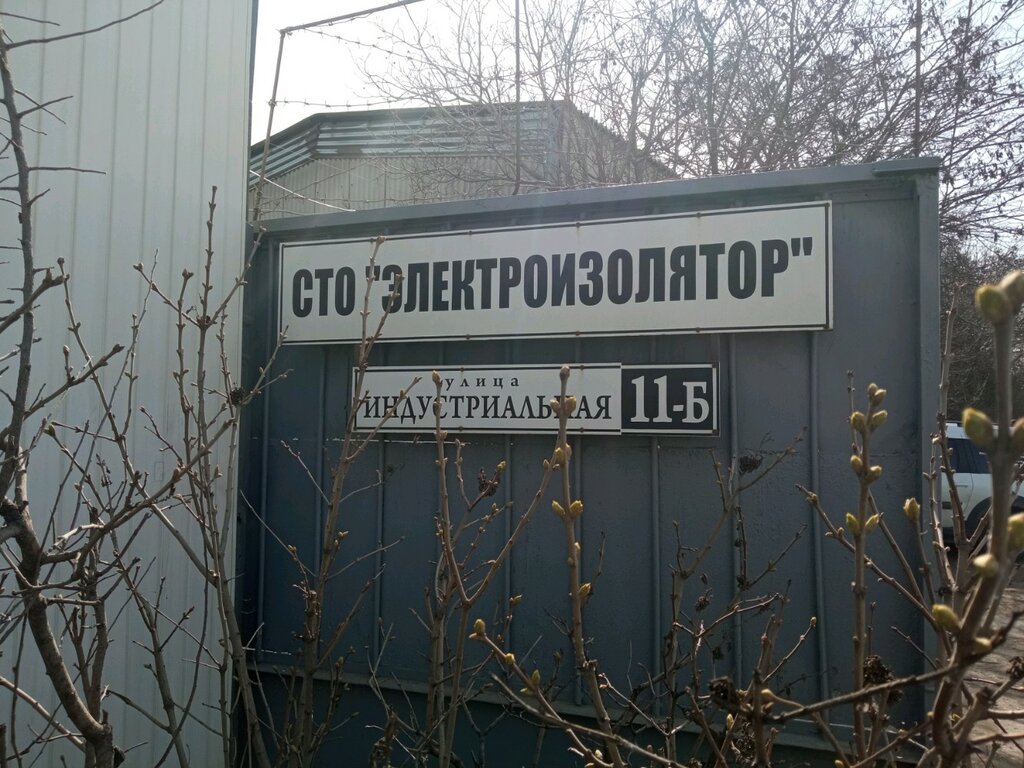 СТО "ЭЛЕКТРОИЗОЛЯТОР"
улица
ИНДУСТРИАЛЬНАЯ 11-Б